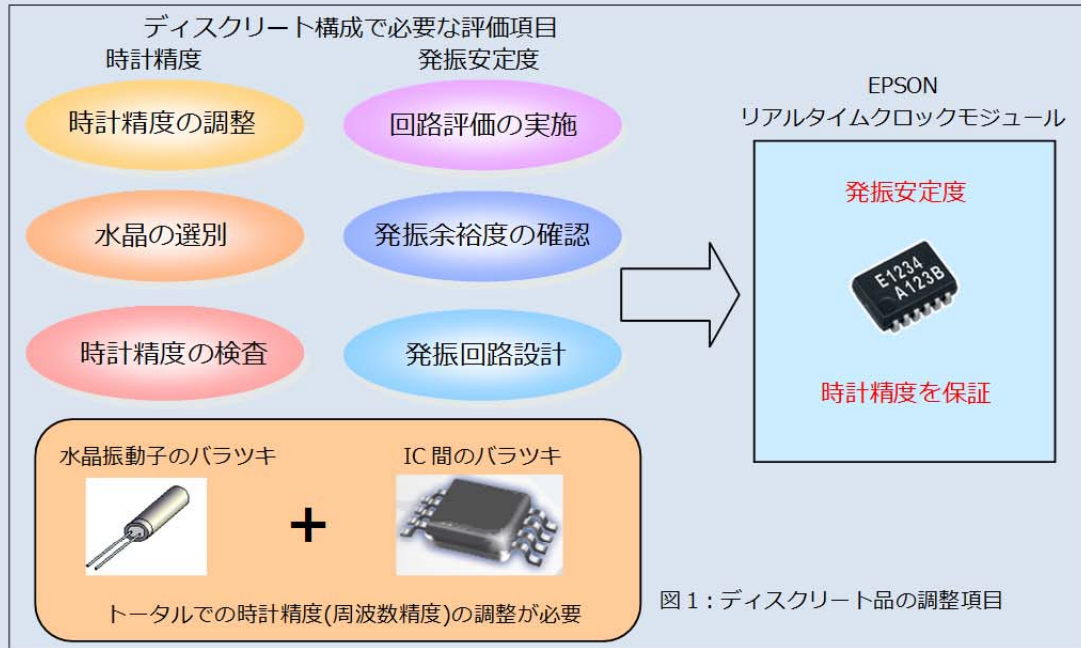 ディスクリート構成で必要な評価項目
時計精度
発振安定度
時計精度の調整
回路評価の実施
水晶の選別
発振余裕度の確認
時計精度の検査
発振回路設計
水晶振動子のバラツキ
IC間のバラツキ
+
トータルでの時計精度(周波数精度)の調整が必要
EPSON
リアルタイムクロックモジュール
発振安定度
E1234
A123B
時計精度を保証
図1:ディスクリート品の調整項目